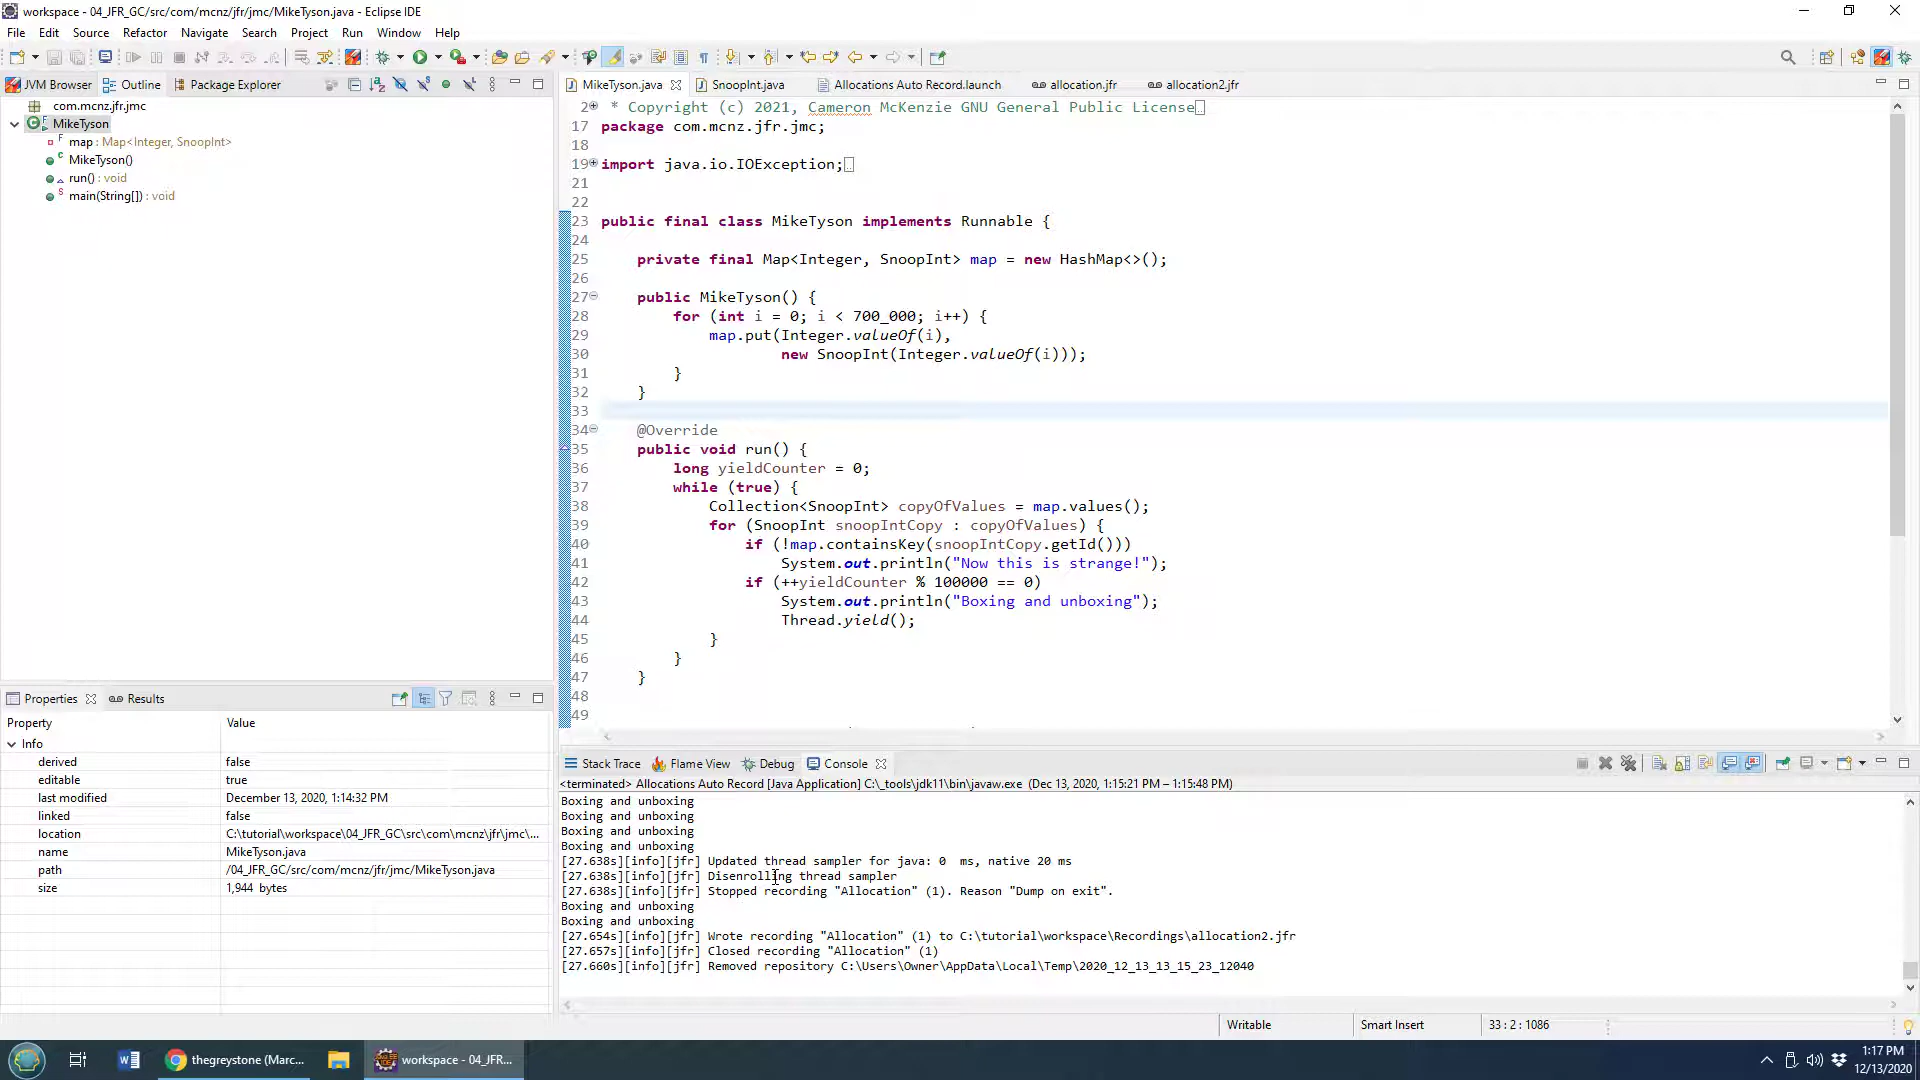 workspace - 04_JFR_GC/src/com/mcnz/jfr/jmc/MikeTyson.java - Eclipse IDE
File Edit Source Refactor Navigate Search Project Run Window Help
JVM Browser Outline Package Explorer
com.mcnz.jfr.jmc
MikeTyson
map : Map<Integer, SnoopInt>
MikeTyson()
run() : void
main(String[]) : void
MikeTyson.java SnoopInt.java Allocations Auto Record.launch allocation.jfr allocation2.jfr
2 * Copyright (c) 2021, Cameron McKenzie GNU General Public License
17 package com.mcnz.jfr.jmc;
18
19 import java.io.IOException;
21
22
23 public final class MikeTyson implements Runnable {
24
25 private final Map<Integer, SnoopInt> map = new HashMap<>();
26
27 public MikeTyson() {
28 for (int i = 0; i < 700_000; i++) {
29 map.put(Integer.valueOf(i),
30 new SnoopInt(Integer.valueOf(i)));
31 }
32 }
33
34 @Override
35 public void run() {
36 long yieldCounter = 0;
37 while (true) {
38 Collection<SnoopInt> copyOfValues = map.values();
39 for (SnoopInt snoopIntCopy : copyOfValues) {
40 if (!map.containsKey(snoopIntCopy.getId()))
41 System.out.println("Now this is strange!");
42 if (++yieldCounter % 100000 == 0)
43 System.out.println("Boxing and unboxing");
44 Thread.yield();
45 }
46 }
47 }
48
49
Properties Results
Property Value
Info
derived false
editable true
last modified December 13, 2020, 1:14:32 PM
linked false
location C:\tutorial\workspace\04_JFR_GC\src\com\mcnz\jfr\jmc\...
name MikeTyson.java
path /04_JFR_GC/src/com/mcnz/jfr/jmc/MikeTyson.java
size 1,944 bytes
Stack Trace Flame View Debug Console
<terminated> Allocations Auto Record [Java Application] C:\_tools\jdk11\bin\javaw.exe (Dec 13, 2020, 1:15:21 PM – 1:15:48 PM)
Boxing and unboxing
Boxing and unboxing
Boxing and unboxing
Boxing and unboxing
[27.638s][info][jfr] Updated thread sampler for java: 0 ms, native 20 ms
[27.638s][info][jfr] Disenrolling thread sampler
[27.638s][info][jfr] Stopped recording "Allocation" (1). Reason "Dump on exit".
Boxing and unboxing
Boxing and unboxing
[27.654s][info][jfr] Wrote recording "Allocation" (1) to C:\tutorial\workspace\Recordings\allocation2.jfr
[27.657s][info][jfr] Closed recording "Allocation" (1)
[27.660s][info][jfr] Removed repository C:\Users\Owner\AppData\Local\Temp\2020_12_13_13_15_23_12040
Writable Smart Insert 33 : 2 : 1086
thegreystone (Marc... workspace - 04_JFR...
1:17 PM
12/13/2020